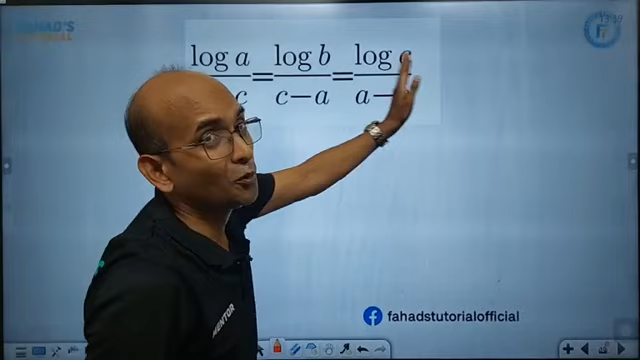 log a = log b = log c
c c−a a−
fahadstutorialofficial
MENTOR